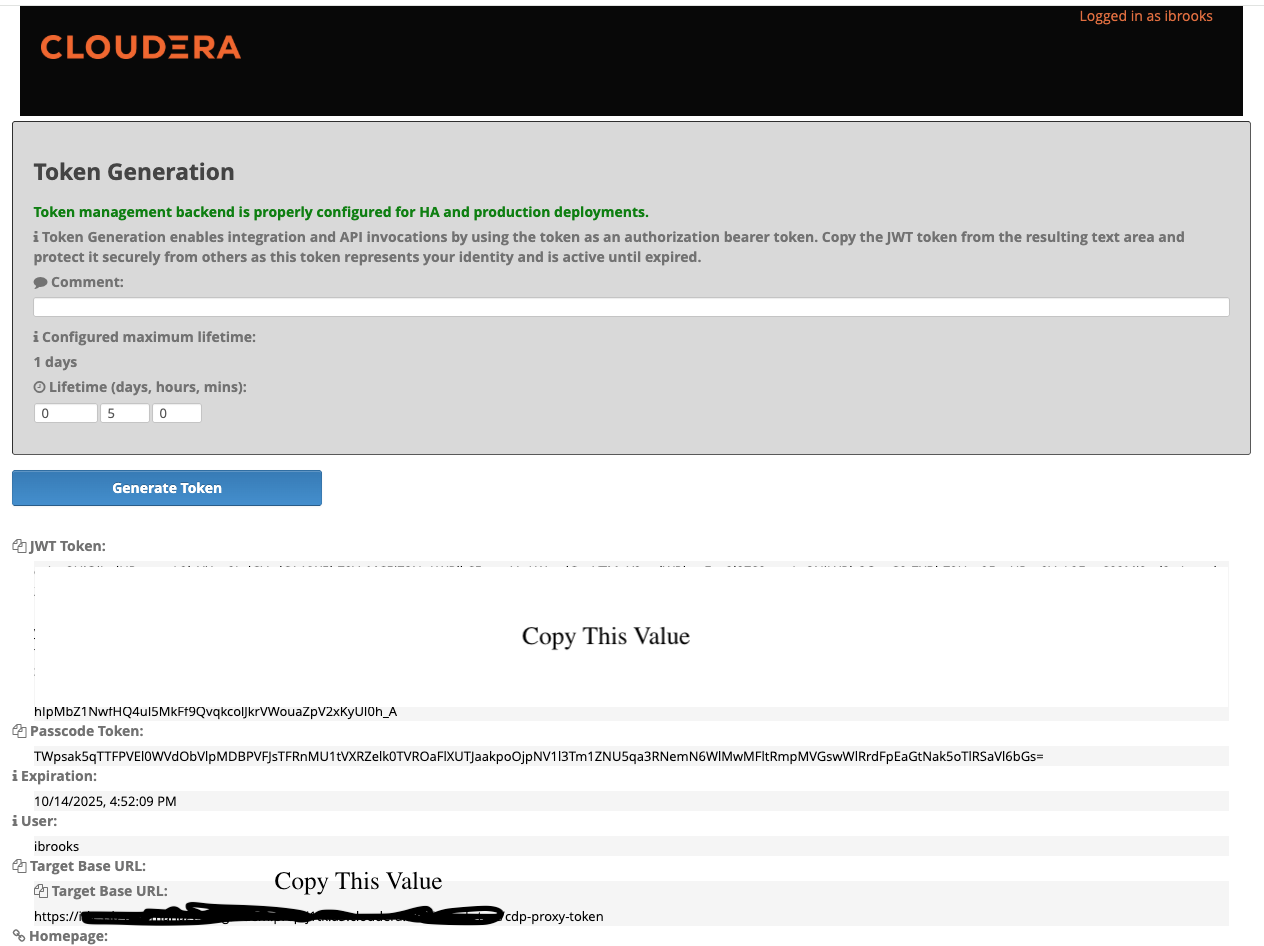 Logged in as ibrooks
CLOUDERA
Token Generation
Token management backend is properly configured for HA and production deployments.
Token Generation enables integration and API invocations by using the token as an authorization bearer token. Copy the JWT token from the resulting text area and
protect it securely from others as this token represents your identity and is active until expired.
Comment:
Configured maximum lifetime:
1 days
Lifetime (days, hours, mins):
0 5 0
Generate Token
JWT Token:
Copy This Value
Passcode Token:
Expiration:
10/14/2025, 4:52:09 PM
User:
ibrooks
Target Base URL:
Copy This Value
Target Base URL:
https:// /cdp-proxy-token
Homepage: